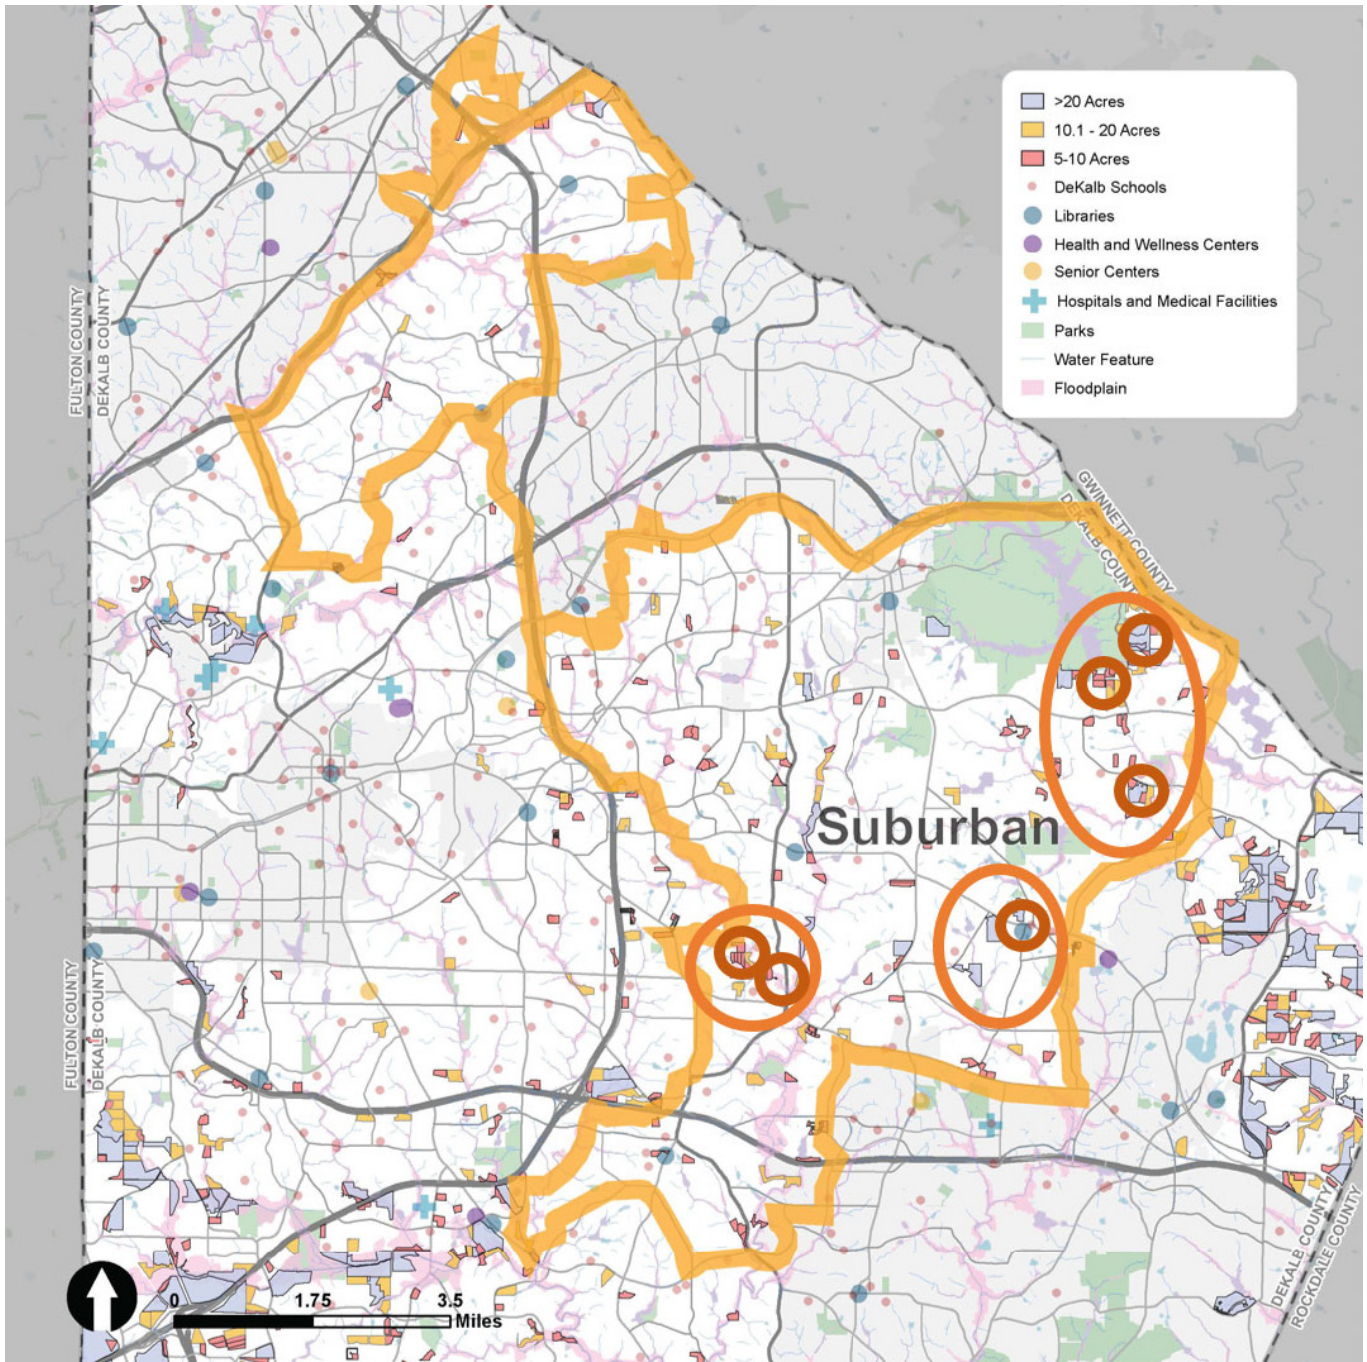 >20 Acres
10.1 - 20 Acres
5-10 Acres
DeKalb Schools
Libraries
Health and Wellness Centers
Senior Centers
Hospitals and Medical Facilities
Parks
Water Feature
Floodplain
FULTON COUNTY
DEKALB COUNTY
GWINNETT COUNTY
DEKALB COUNTY
Suburban
FULTON COUNTY
DEKALB COUNTY
DEKALB COUNTY
ROCKDALE COUNTY
0 1.75 3.5
Miles